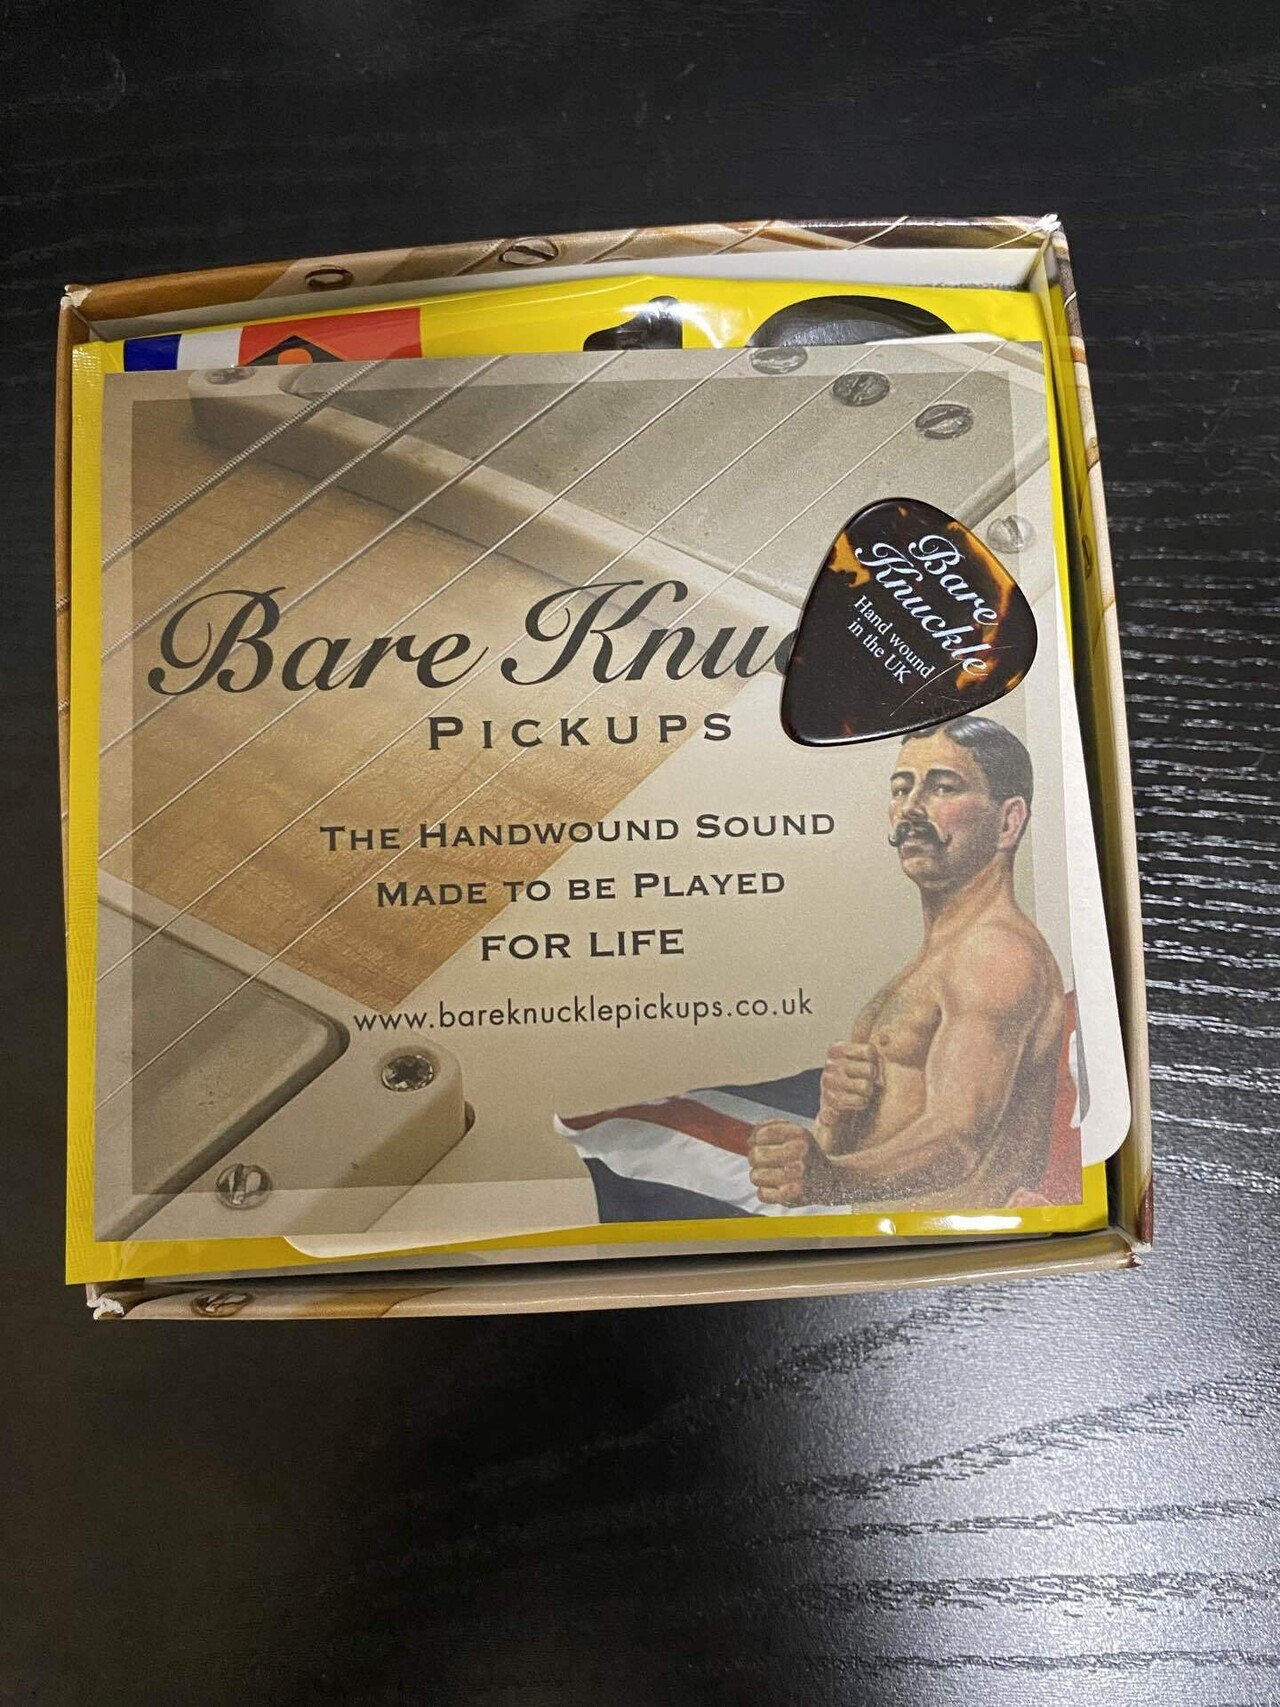 Bare Knuc
PICKUPS
THE HANDWOUND SOUND
MADE TO BE PLAYED
FOR LIFE
www.bareknucklepickups.co.uk
Bare
Knuckle
Hand wound
in the UK